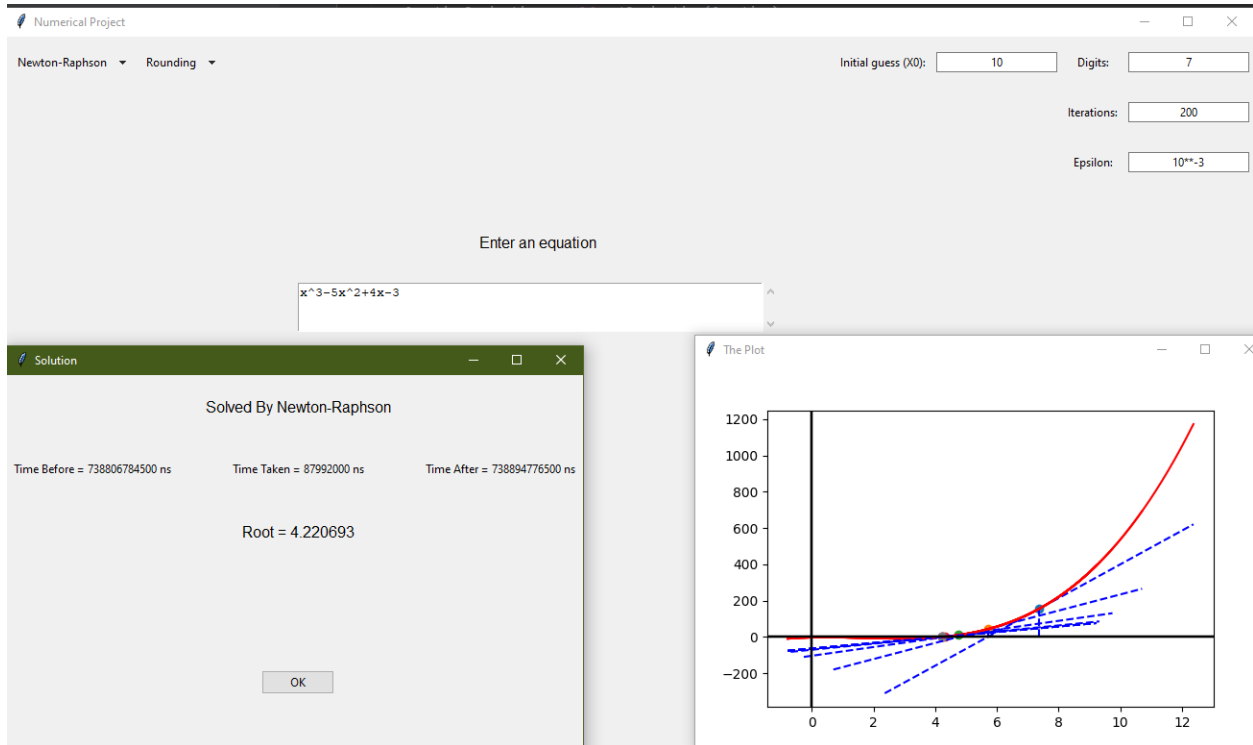 Numerical Project
Newton-Raphson Rounding Initial guess (X0): 10 Digits: 7
Iterations: 200
Epsilon: 10**-3
Enter an equation
x^3-5x^2+4x-3
Solution
Solved By Newton-Raphson
Time Before = 738806784500 ns Time Taken = 87992000 ns Time After = 738894776500 ns
Root = 4.220693
OK
The Plot
1200
1000
800
600
400
200
0
−200
0 2 4 6 8 10 12